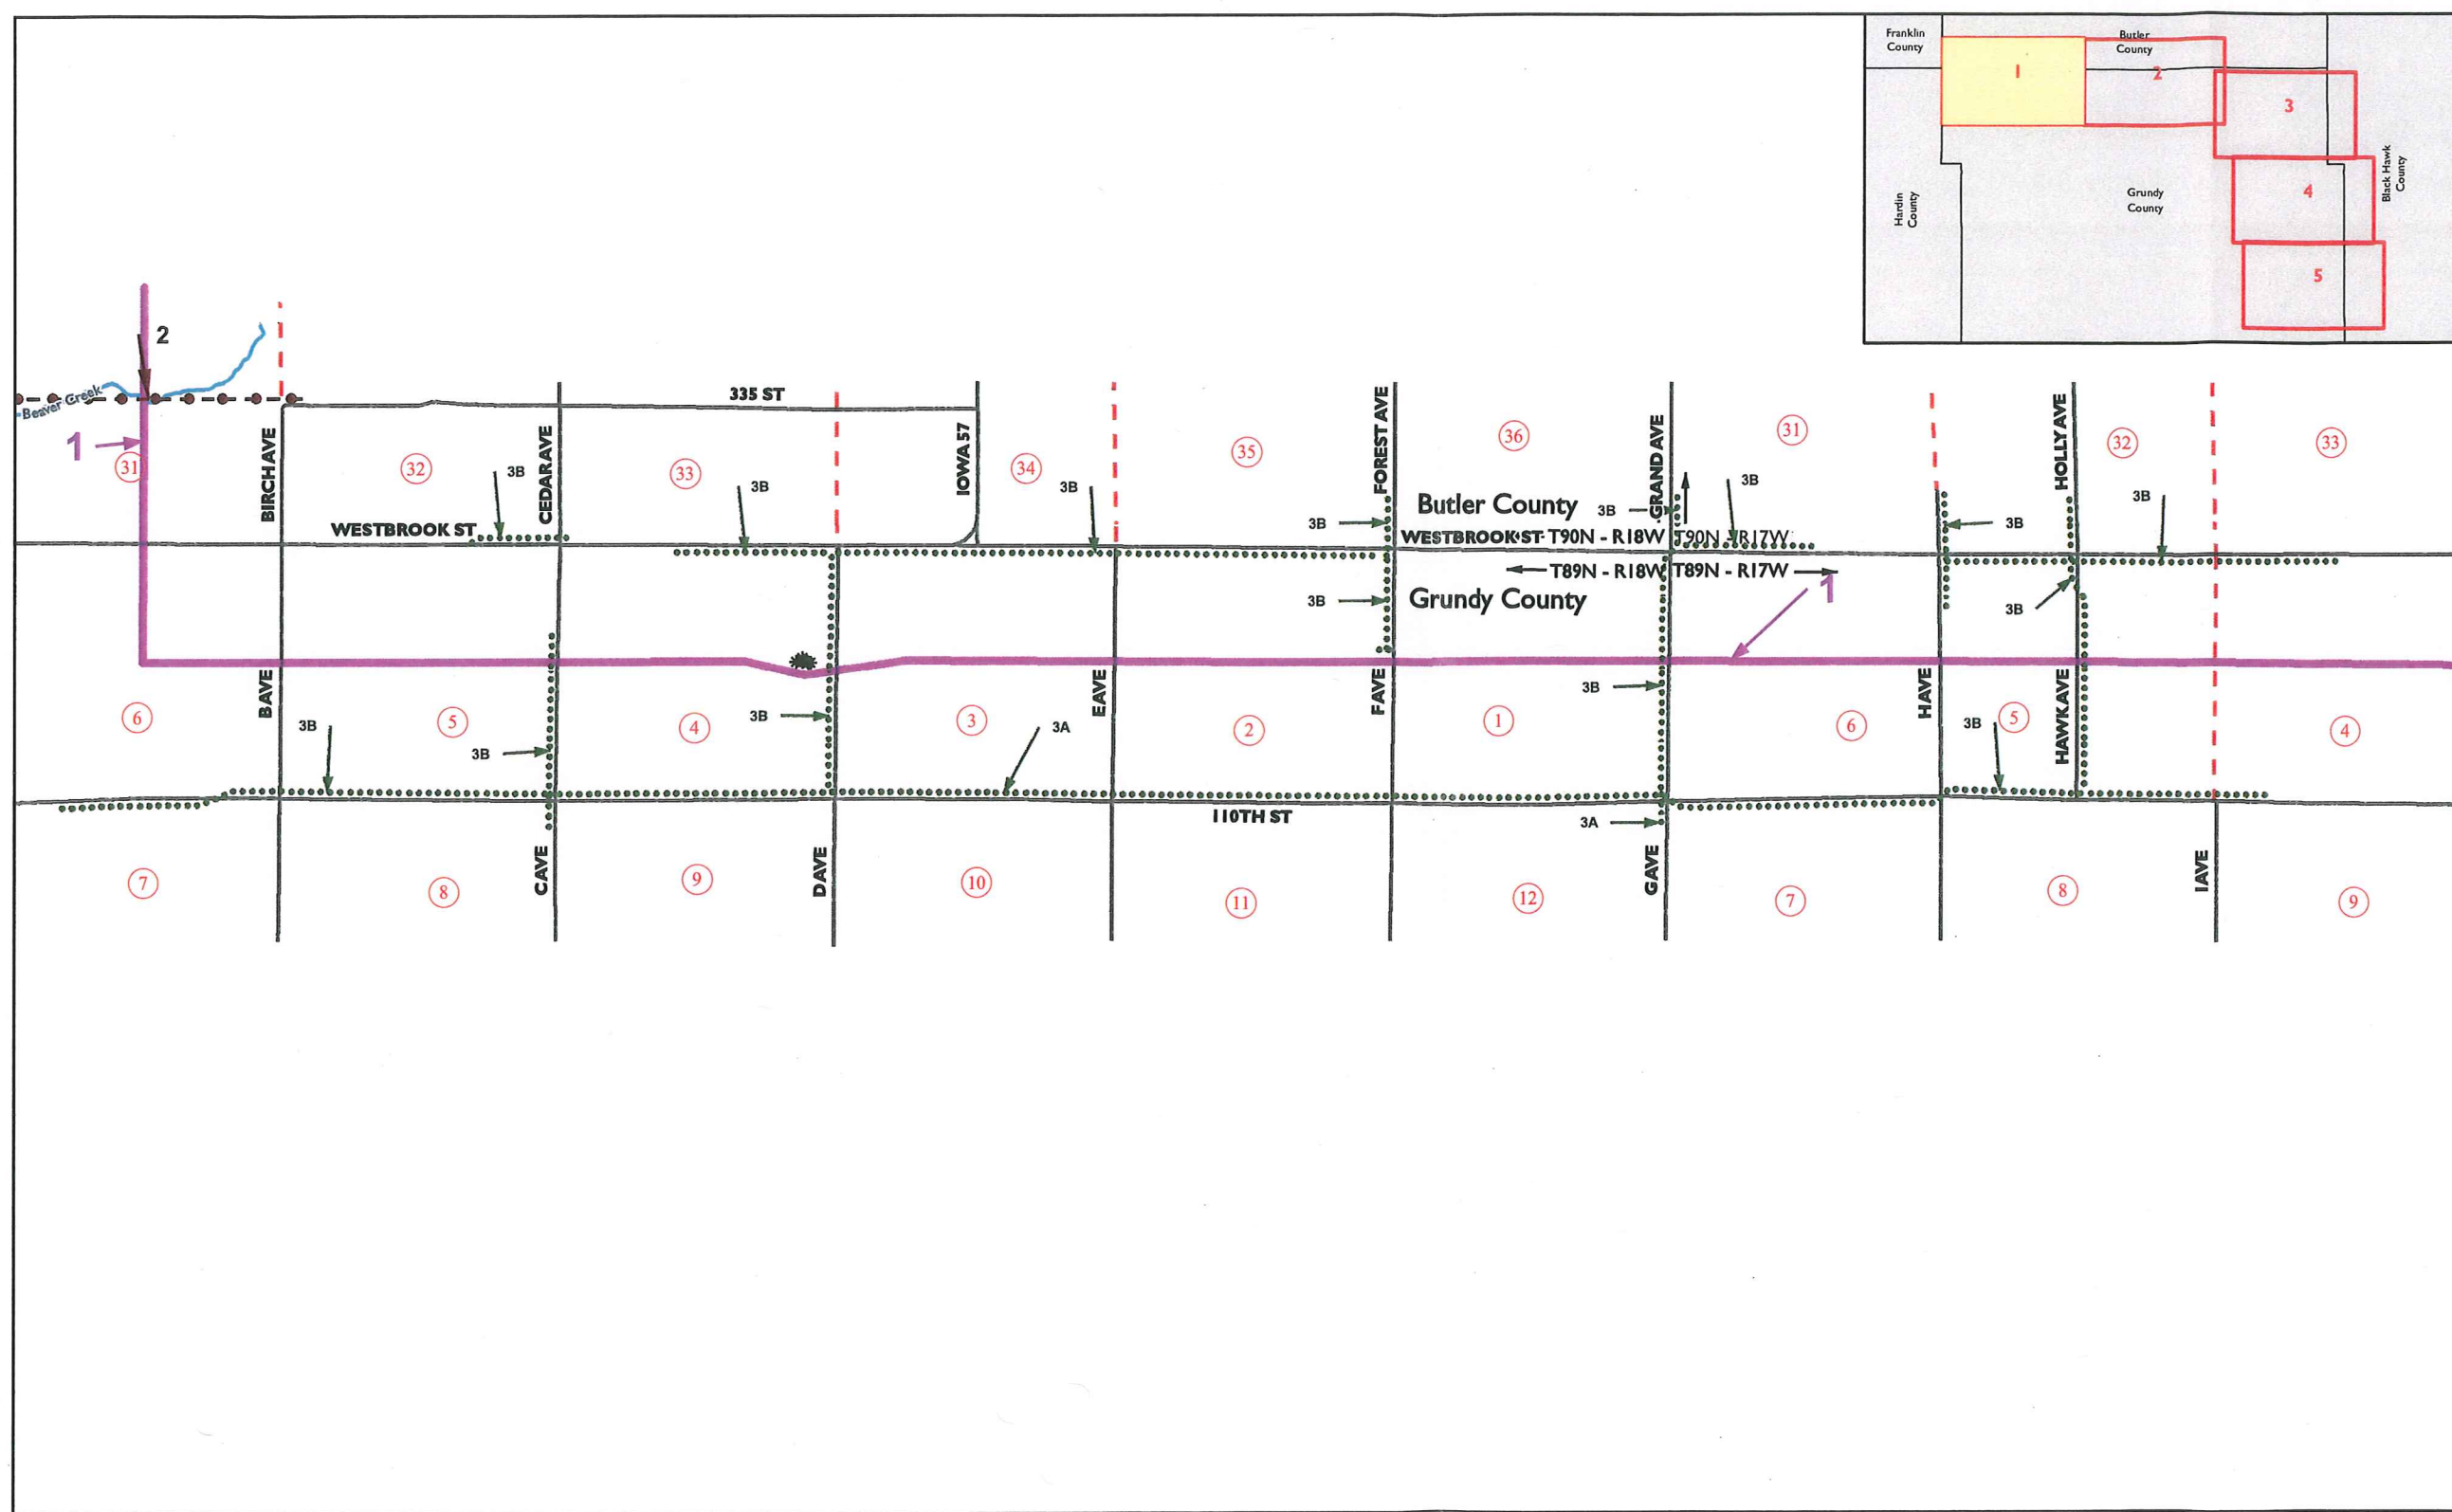 Franklin
County
Butler
County
1
2
3
4
5
Hardin
County
Grundy
County
Black Hawk
County
2
Beaver Creek
1
31
BIRCH AVE
335 ST
32
3B
CEDAR AVE
33
3B
IOWA 57
34
3B
35
FOREST AVE
36
GRAND AVE
31
3B
HOLLY AVE
32
3B
33
WESTBROOK ST
3B
Butler County
3B
3B
WESTBROOK ST
T90N - R18W
T90N - R17W
T89N - R18W
T89N - R17W
3B
Grundy County
1
3B
B AVE
E AVE
F AVE
3B
H AVE
HAWK AVE
6
3B
5
3B
4
3B
3
3A
2
1
6
3B
5
4
110TH ST
3A
7
8
C AVE
9
D AVE
10
11
12
G AVE
7
8
I AVE
9